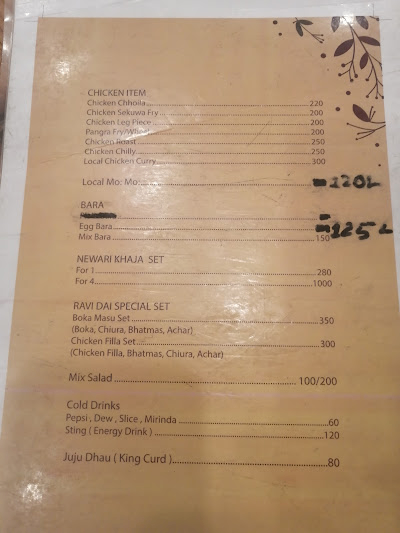 CHICKEN ITEM
Chicken Chhoila 220
Chicken Sekuwa Fry 200
Chicken Leg Piece 200
Pangra Fry/Wheat 200
Chicken Roast 250
Chicken Chilly 250
Local Chicken Curry 300
Local Mo: Mo
BARA
Egg Bara
Mix Bara 150
NEWARI KHAJA SET
For 1 280
For 4 1000
RAVI DAI SPECIAL SET
Boka Masu Set 350
(Boka, Chiura, Bhatmas, Achar)
Chicken Filla Set 300
(Chicken Filla, Bhatmas, Chiura, Achar)
Mix Salad 100/200
Cold Drinks
Pepsi , Dew , Slice , Mirinda 60
Sting ( Energy Drink ) 120
Juju Dhau ( King Curd ) 80